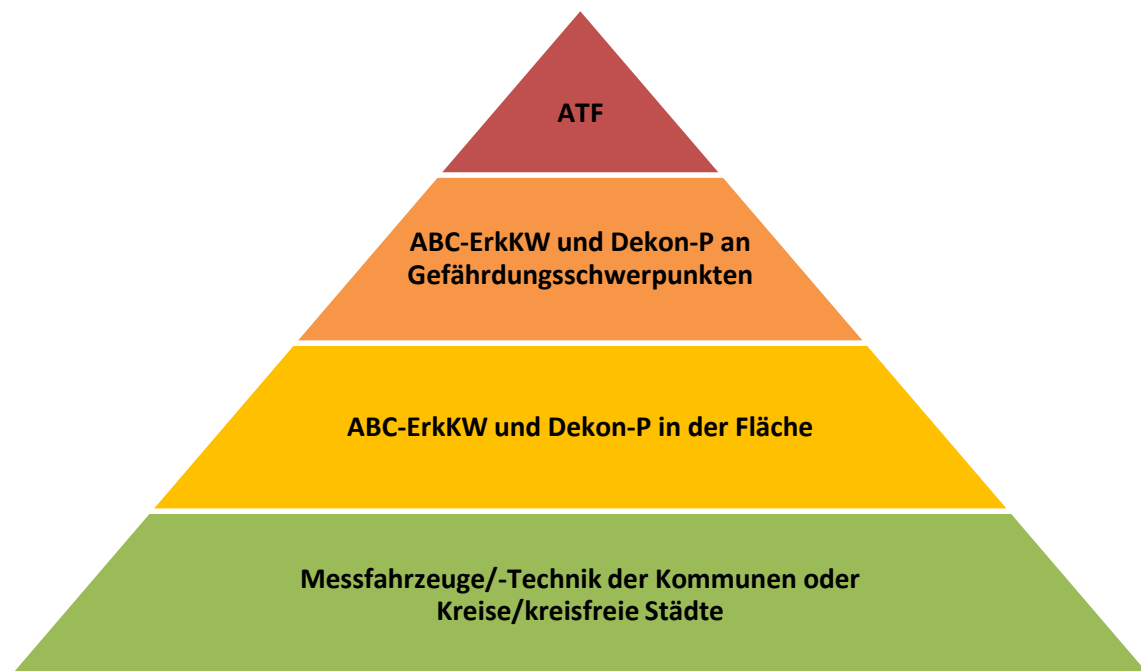 ATF
ABC-ErkKW und Dekon-P an
Gefährdungsschwerpunkten
ABC-ErkKW und Dekon-P in der Fläche
Messfahrzeuge/-Technik der Kommunen oder
Kreise/kreisfreie Städte